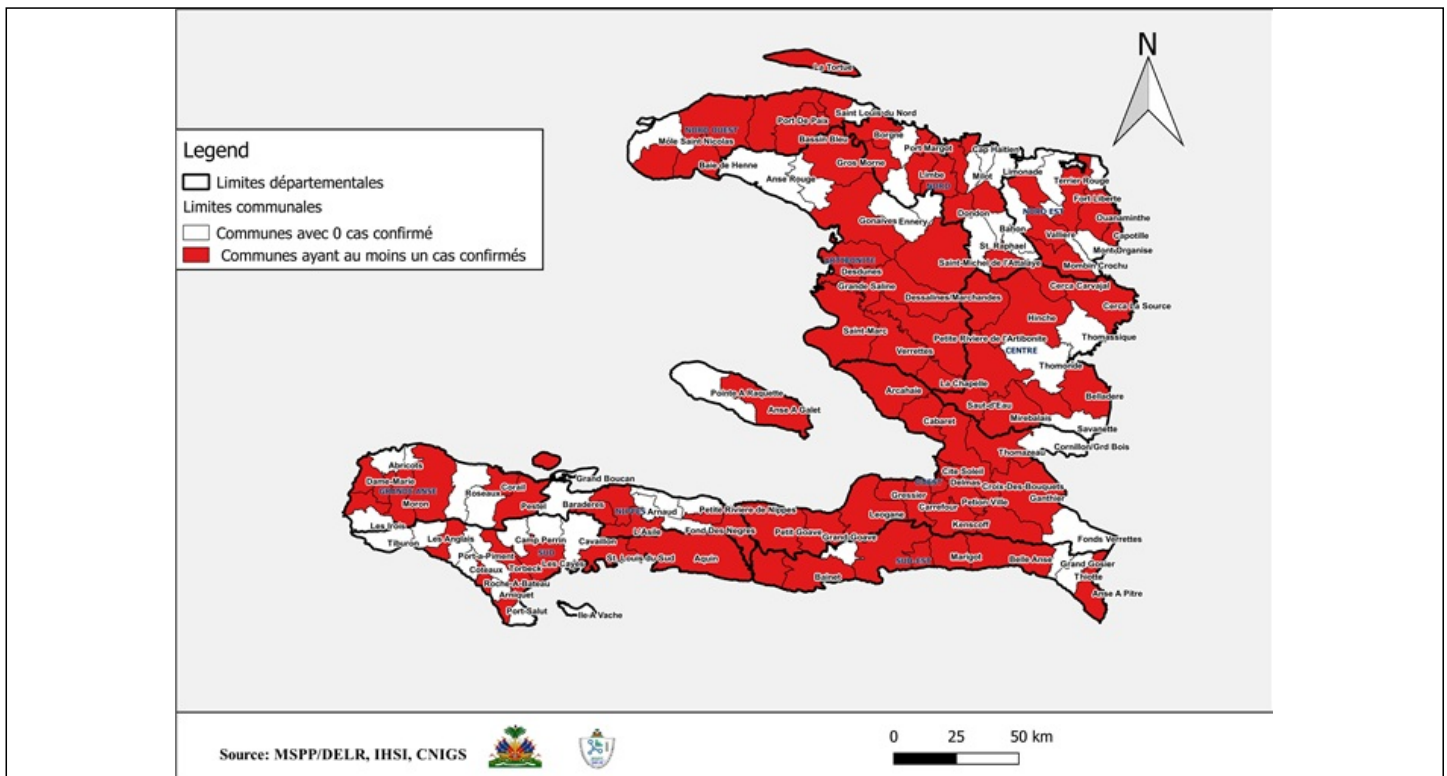 N
La Tortue
Legend
Limites départementales
Limites communales
Communes avec 0 cas confirmé
Communes ayant au moins un cas confirmés
Saint Louis du Nord
Port De Paix
NORD OUEST
Môle Saint Nicolas
Bassin Bleu
Borgne
Port Margot
Cap Haïtien
Baie de Henne
Gros Morne
Limbe
Milot
Limonade
Anse Rouge
NORD
Terrier Rouge
Fort Liberte
Gonaives
Ennery
Dondon
NORD EST
Ouanaminthe
Bahon
Valliere
Capotille
St. Raphael
Mont-Organise
ARTIBONITE
Saint-Michel de l'Attalaye
Mombin Crochu
Desdunes
Grande Saline
Cerca Carvajal
Dessalines/Marchandes
Cerca La Source
Hinche
Saint-Marc
Petite Riviere de l'Artibonite
Thomassique
Verrettes
CENTRE
Thomonde
La Chapelle
Arcahaie
Belladere
Pointe A Raquette
Anse A Galet
Saut-d'Eau
Mirebalais
Cabaret
Savanette
Cornillon/Grd Bois
Thomazeau
Abricots
Grand Boucan
Cite Soleil
Dame-Marie
GRANDE ANSE
Corail
OUEST
Delmas
Croix-Des-Bouquets
Roseaux
Gressier
Moron
Pestel
Baraderes
NIPPES
Arnaud
Petite Riviere de Nippes
Leogane
Carrefour
Petion Ville
Ganthier
Les Irois
Les Anglais
L'Asile
Fond Des Negres
Petit Goave
Grand-Goave
Kenscoff
Tiburon
Camp Perrin
Cavaillon
Fonds Verrettes
Port-a-Piment
SUD
St. Louis du Sud
Aquin
SUD-EST
Marigot
Belle Anse
Coteaux
Torbeck
Les Cayes
Grand Gosier
Roche-A-Bateau
Bainet
Thiotte
Arniquet
Anse A Pitre
Port-Salut
Ile A Vache
Source: MSPP/DELR, IHSI, CNIGS
0 25 50 km